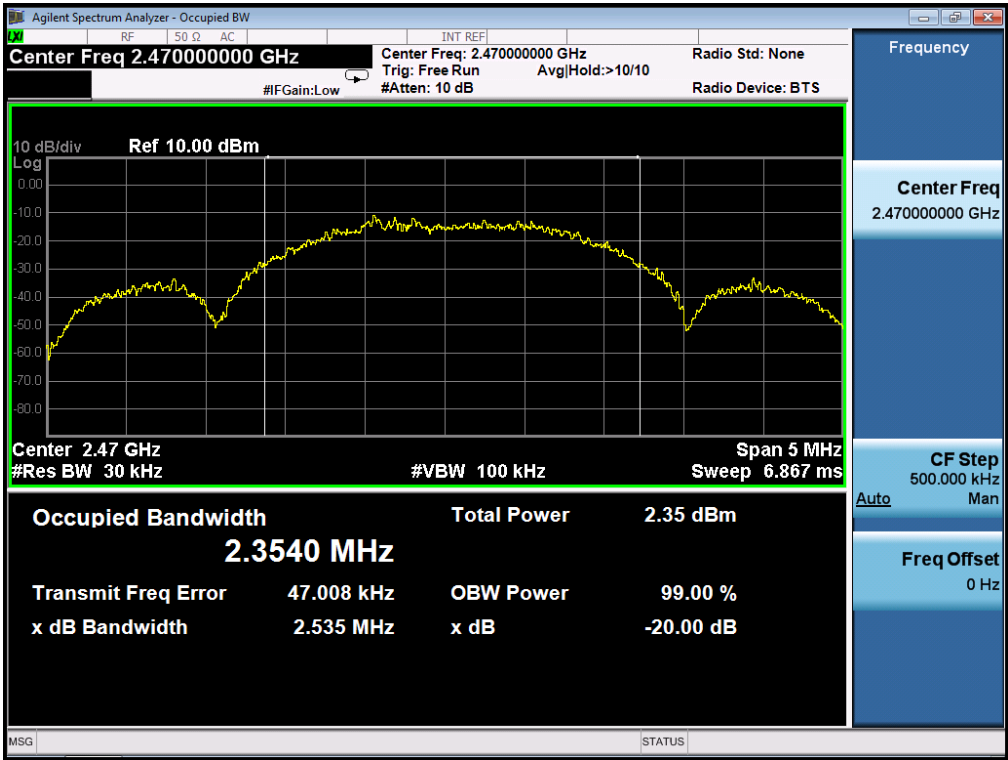 Agilent Spectrum Analyzer - Occupied BW
LXI
RF 50 Ω AC INT REF
Center Freq 2.470000000 GHz
Center Freq: 2.470000000 GHz Radio Std: None
Trig: Free Run Avg|Hold:>10/10
#IFGain:Low #Atten: 10 dB Radio Device: BTS
Frequency
10 dB/div Ref 10.00 dBm
Log
0.00
-10.0
-20.0
-30.0
-40.0
-50.0
-60.0
-70.0
-80.0
Center 2.47 GHz Span 5 MHz
#Res BW 30 kHz #VBW 100 kHz Sweep 6.867 ms
Center Freq
2.470000000 GHz
CF Step
500.000 kHz
Auto Man
Freq Offset
0 Hz
Occupied Bandwidth Total Power 2.35 dBm
2.3540 MHz
Transmit Freq Error 47.008 kHz OBW Power 99.00 %
x dB Bandwidth 2.535 MHz x dB -20.00 dB
MSG STATUS